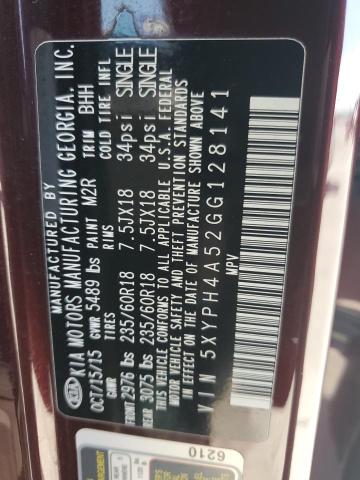 MANUFACTURED BY
KIA KIA MOTORS MANUFACTURING GEORGIA, INC.
OCT/15/15 GVWR 5489 lbs PAINT M2R TRIM BHH
GAWR TIRES RIMS COLD TIRE INFL
FRONT 2976 lbs 235/60R18 7.5JX18 34psi SINGLE
REAR 3075 lbs 235/60R18 7.5JX18 34psi SINGLE
THIS VEHICLE CONFORMS TO ALL APPLICABLE U.S.A. FEDERAL
MOTOR VEHICLE SAFETY AND THEFT PREVENTION STANDARDS
IN EFFECT ON THE DATE OF MANUFACTURE SHOWN ABOVE
VIN 5XYPH4A52GG128141
MPV
6210